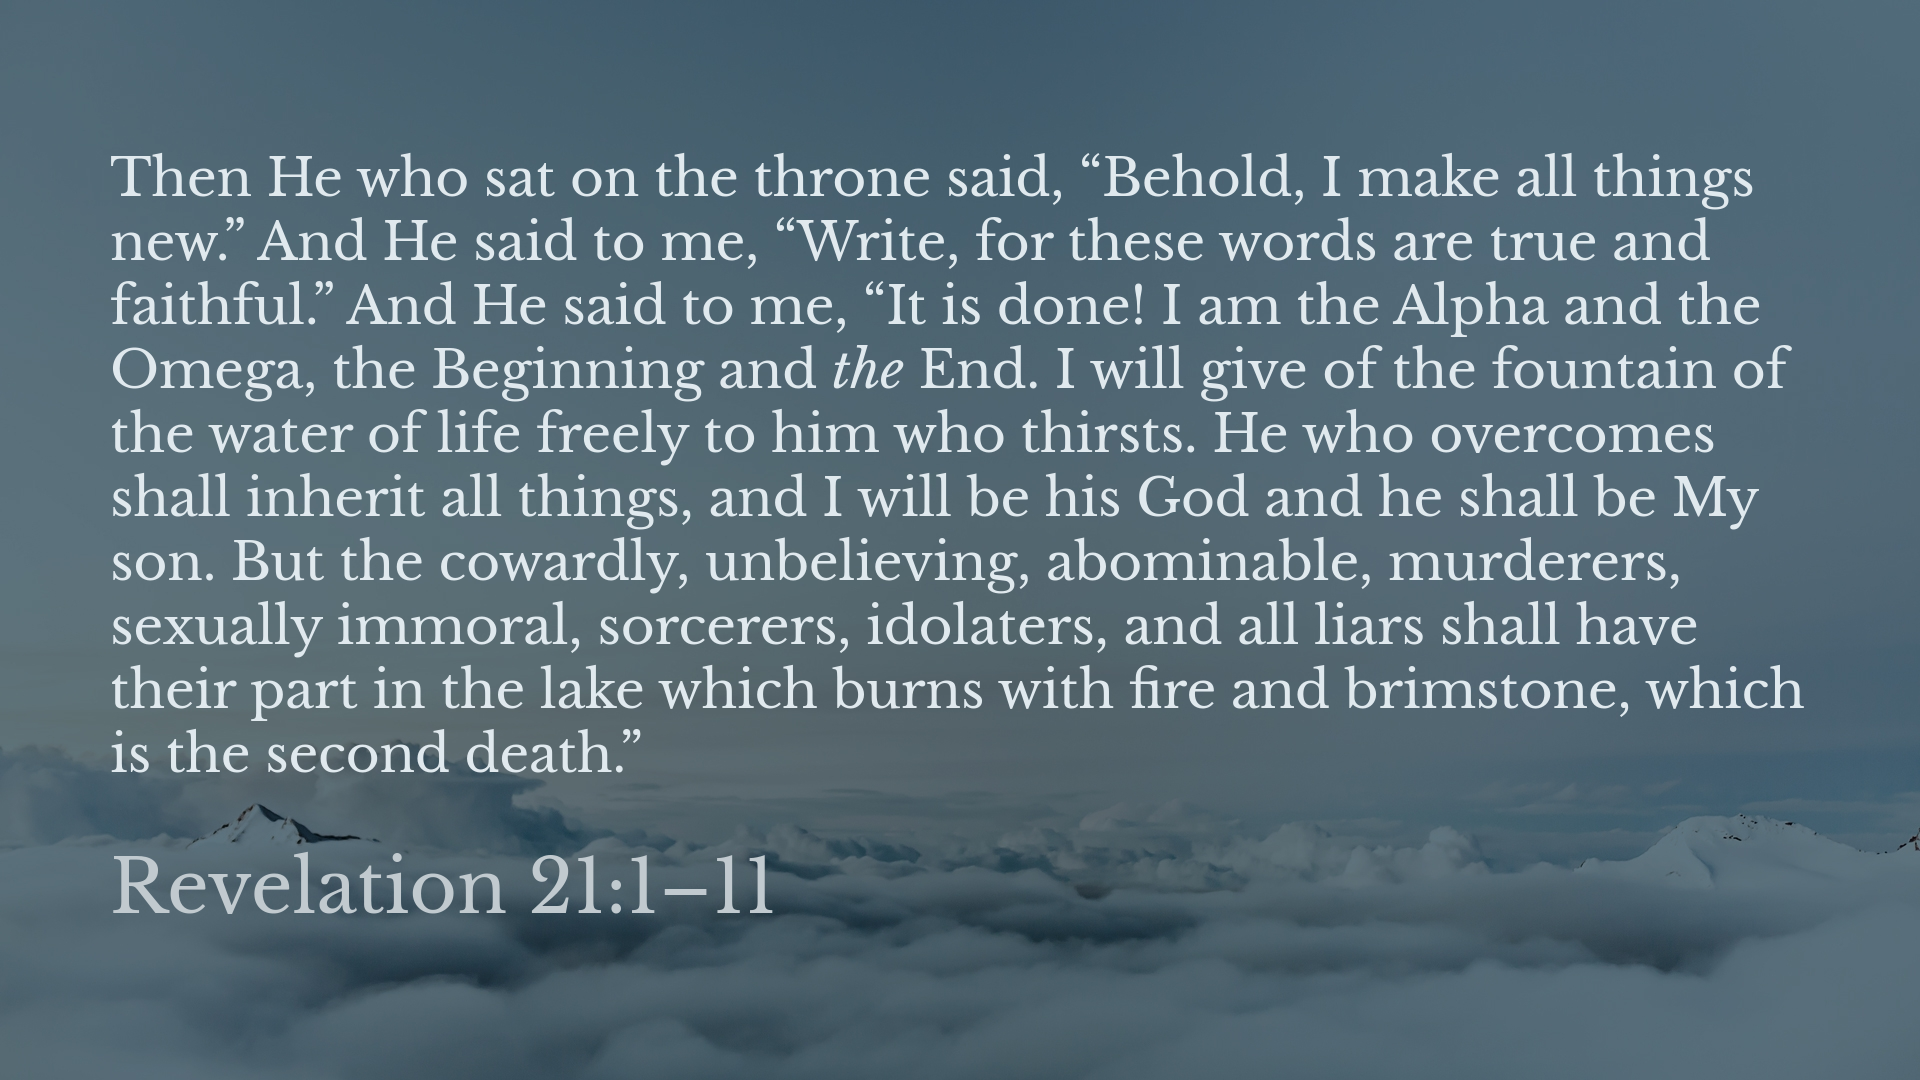 Then He who sat on the throne said, “Behold, I make all things
new.” And He said to me, “Write, for these words are true and
faithful.” And He said to me, “It is done! I am the Alpha and the
Omega, the Beginning and the End. I will give of the fountain of
the water of life freely to him who thirsts. He who overcomes
shall inherit all things, and I will be his God and he shall be My
son. But the cowardly, unbelieving, abominable, murderers,
sexually immoral, sorcerers, idolaters, and all liars shall have
their part in the lake which burns with fire and brimstone, which
is the second death.”
Revelation 21:1–11